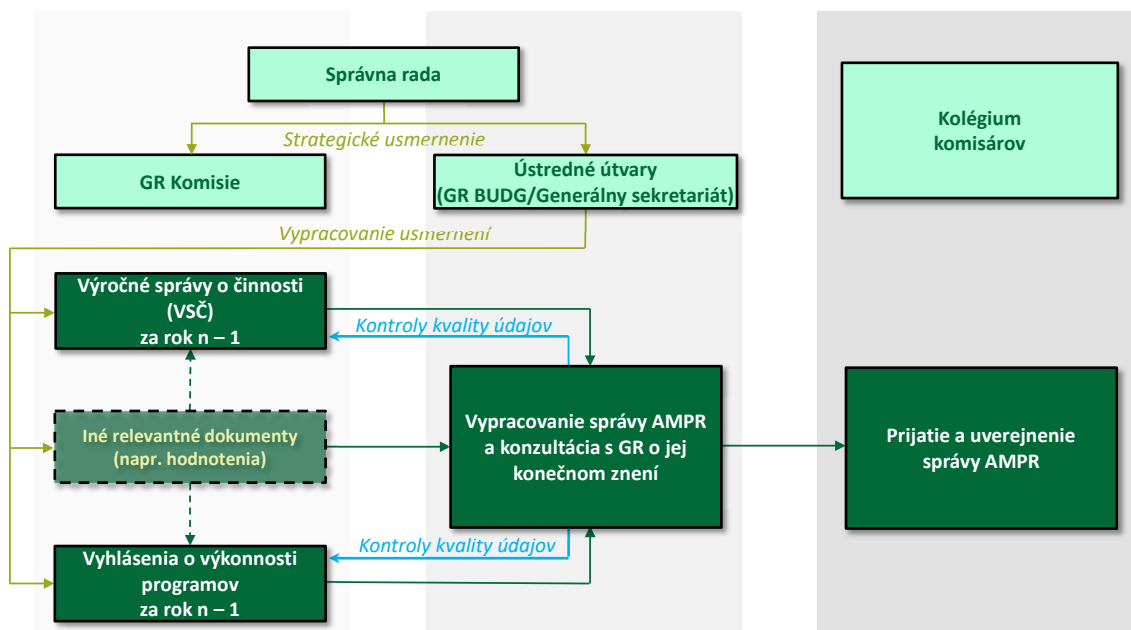 Správna rada
Kolégium
komisárov
Strategické usmernenie
GR Komisie
Ústredné útvary
(GR BUDG/Generálny sekretariát)
Vypracovanie usmernení
Výročné správy o činnosti
(VSČ)
za rok n – 1
Kontroly kvality údajov
Iné relevantné dokumenty
(napr. hodnotenia)
Vypracovanie správy AMPR
a konzultácia s GR o jej
konečnom znení
Prijatie a uverejnenie
správy AMPR
Kontroly kvality údajov
Vyhlásenia o výkonnosti
programov
za rok n – 1